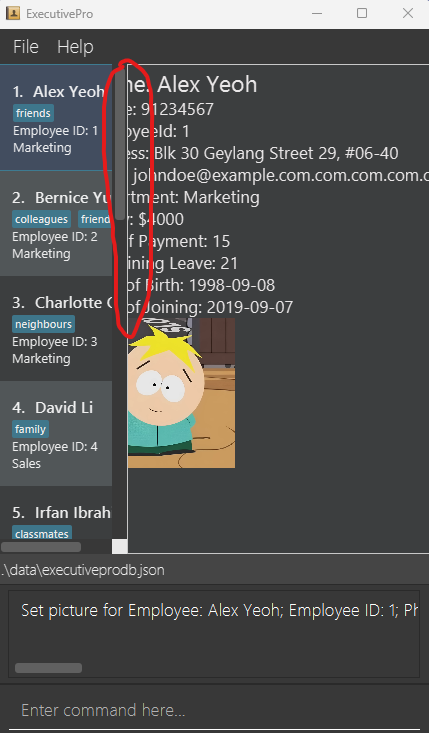 ExecutivePro
File Help
1. Alex Yeoh
friends
Employee ID: 1
Marketing
2. Bernice Yu
colleagues friend
Employee ID: 2
Marketing
3. Charlotte
neighbours
Employee ID: 3
Marketing
4. David Li
family
Employee ID: 4
Sales
5. Irfan Ibrah
classmates
me: Alex Yeoh
e: 91234567
oyeeId: 1
ess: Blk 30 Geylang Street 29, #06-40
johndoe@example.com.com.com.com.c
rtment: Marketing
y: $4000
of Payment: 15
ining Leave: 21
of Birth: 1998-09-08
of Joining: 2019-09-07
.\data\executiveprodb.json
Set picture for Employee: Alex Yeoh; Employee ID: 1; Ph
Enter command here...